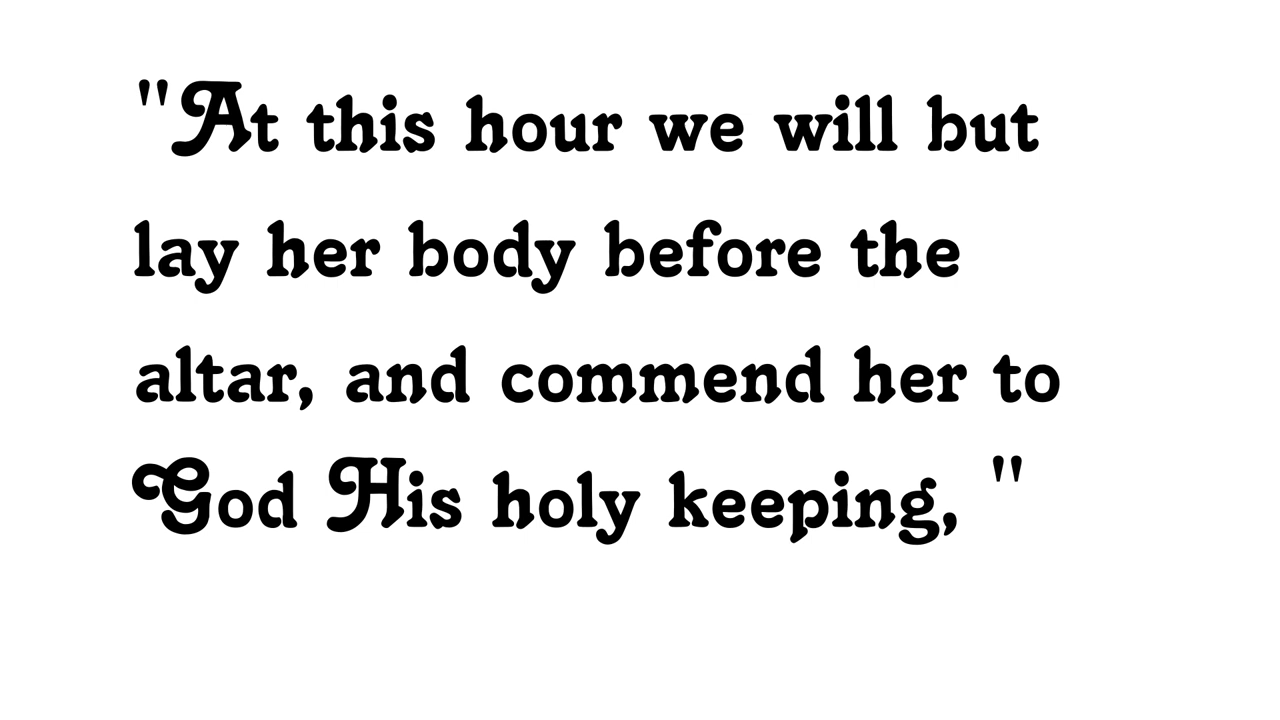 "At this hour we will but
lay her body before the
altar, and commend her to
God His holy keeping, "